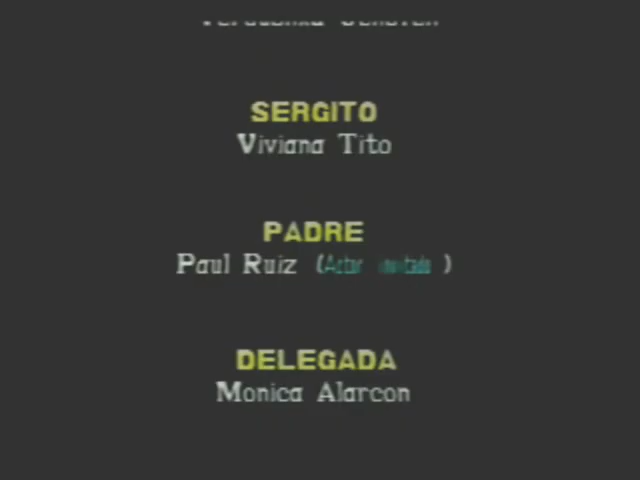 SERGITO
Viviana Tito
PADRE
Paul Ruiz (Actor invitado )
DELEGADA
Monica Alarcon